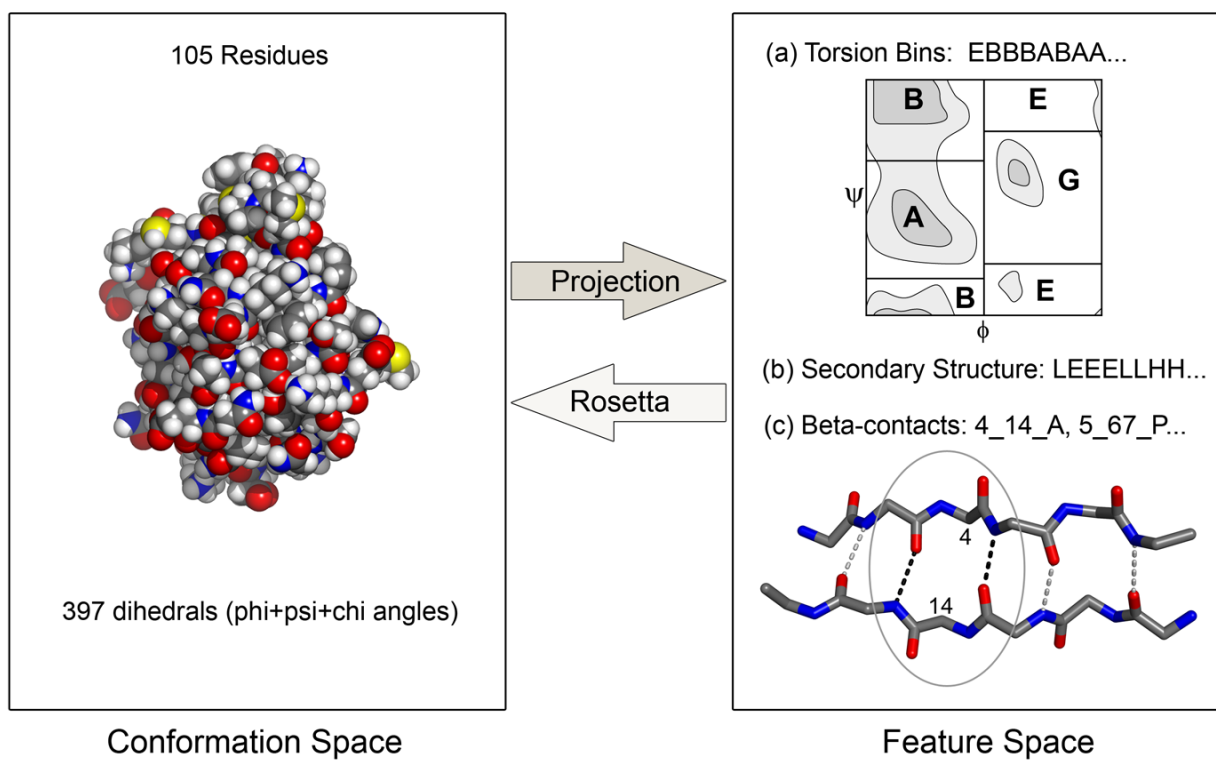 105 Residues
397 dihedrals (phi+psi+chi angles)
Conformation Space
Projection
Rosetta
(a) Torsion Bins: EBBBABAA...
B
E
G
ψ
A
B
E
ϕ
(b) Secondary Structure: LEEELLHH...
(c) Beta-contacts: 4_14_A, 5_67_P...
4
14
Feature Space